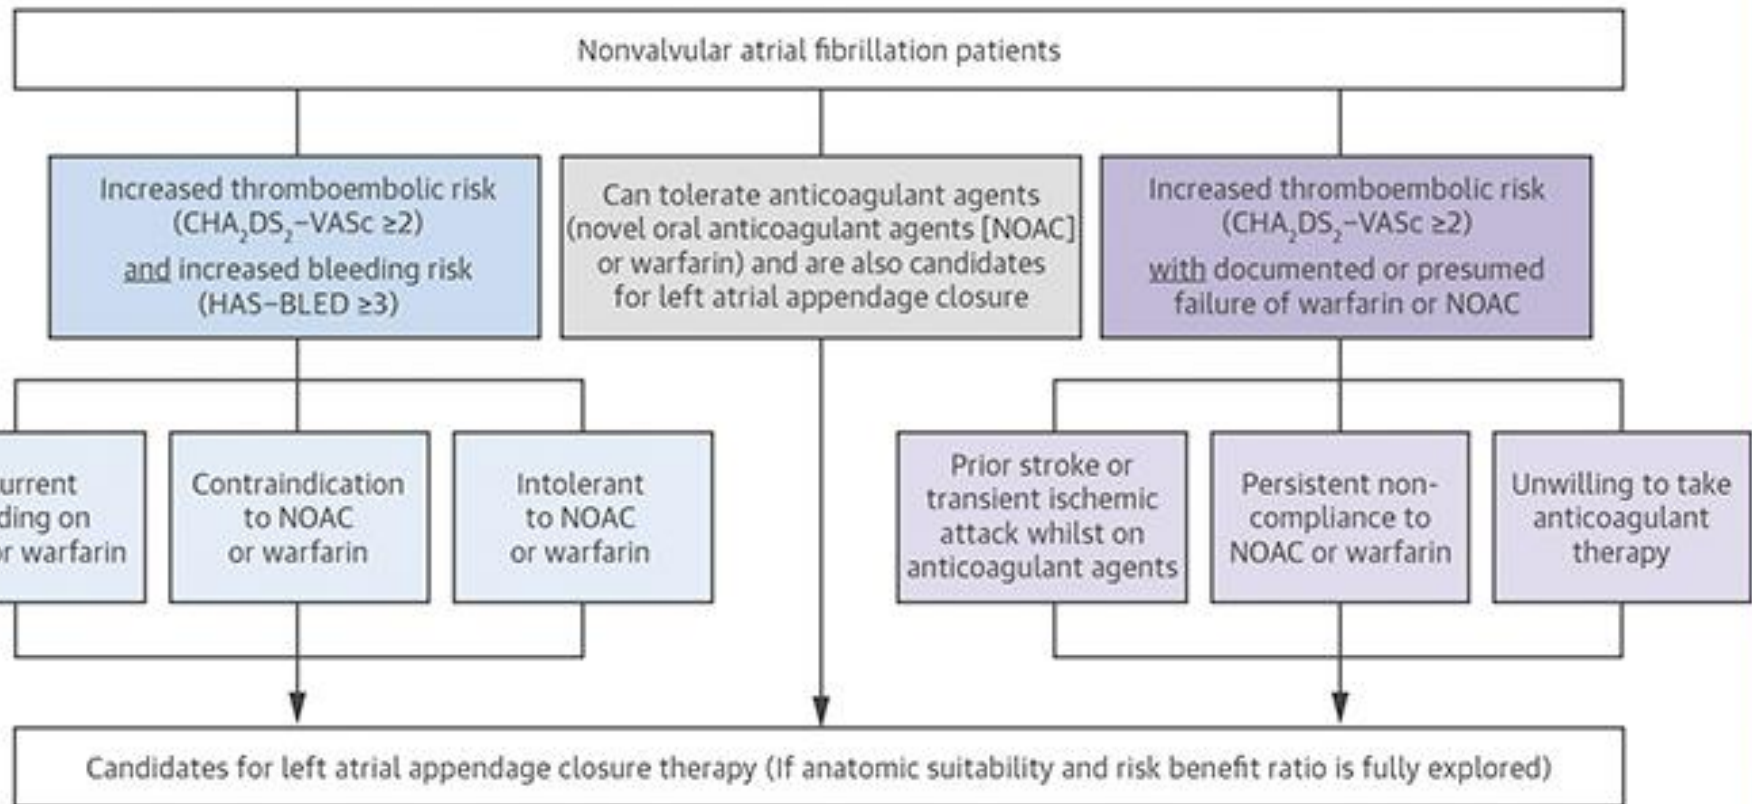 Nonvalvular atrial fibrillation patients
Increased thromboembolic risk
(CHA₂DS₂–VASc ≥2)
and increased bleeding risk
(HAS–BLED ≥3)
Can tolerate anticoagulant agents
(novel oral anticoagulant agents [NOAC]
or warfarin) and are also candidates
for left atrial appendage closure
Increased thromboembolic risk
(CHA₂DS₂–VASc ≥2)
with documented or presumed
failure of warfarin or NOAC
urrent
ding on
or warfarin
Contraindication
to NOAC
or warfarin
Intolerant
to NOAC
or warfarin
Prior stroke or
transient ischemic
attack whilst on
anticoagulant agents
Persistent non-
compliance to
NOAC or warfarin
Unwilling to take
anticoagulant
therapy
Candidates for left atrial appendage closure therapy (If anatomic suitability and risk benefit ratio is fully explored)